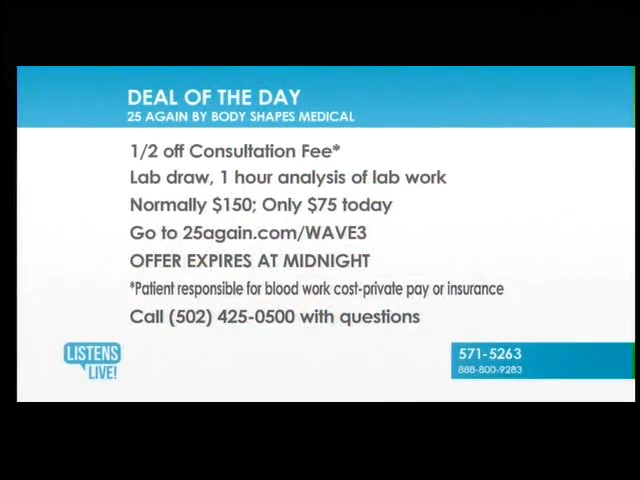 DEAL OF THE DAY
25 AGAIN BY BODY SHAPES MEDICAL
1/2 off Consultation Fee*
Lab draw, 1 hour analysis of lab work
Normally $150; Only $75 today
Go to 25again.com/WAVE3
OFFER EXPIRES AT MIDNIGHT
*Patient responsible for blood work cost-private pay or insurance
Call (502) 425-0500 with questions
LISTENS
LIVE!
571-5263
888-800-9283